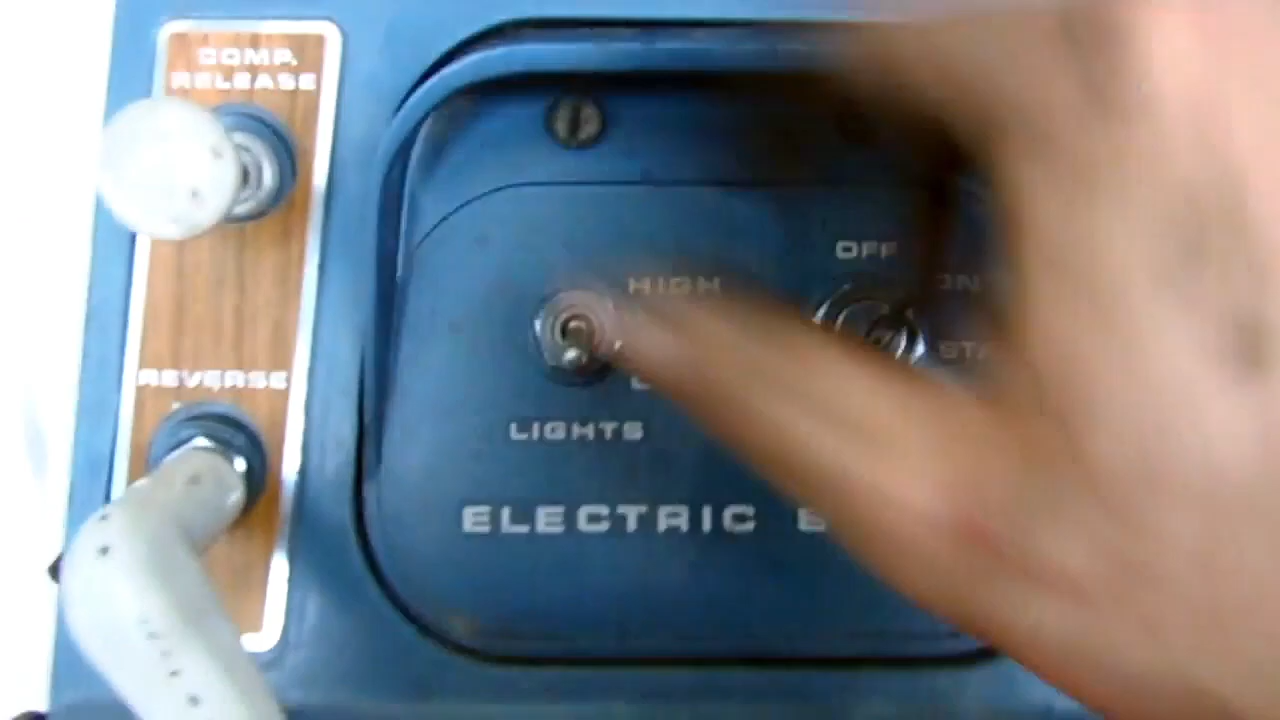 COMP.
RELEASE
REVERSE
OFF
HIGH
LIGHTS
ELECTRIC